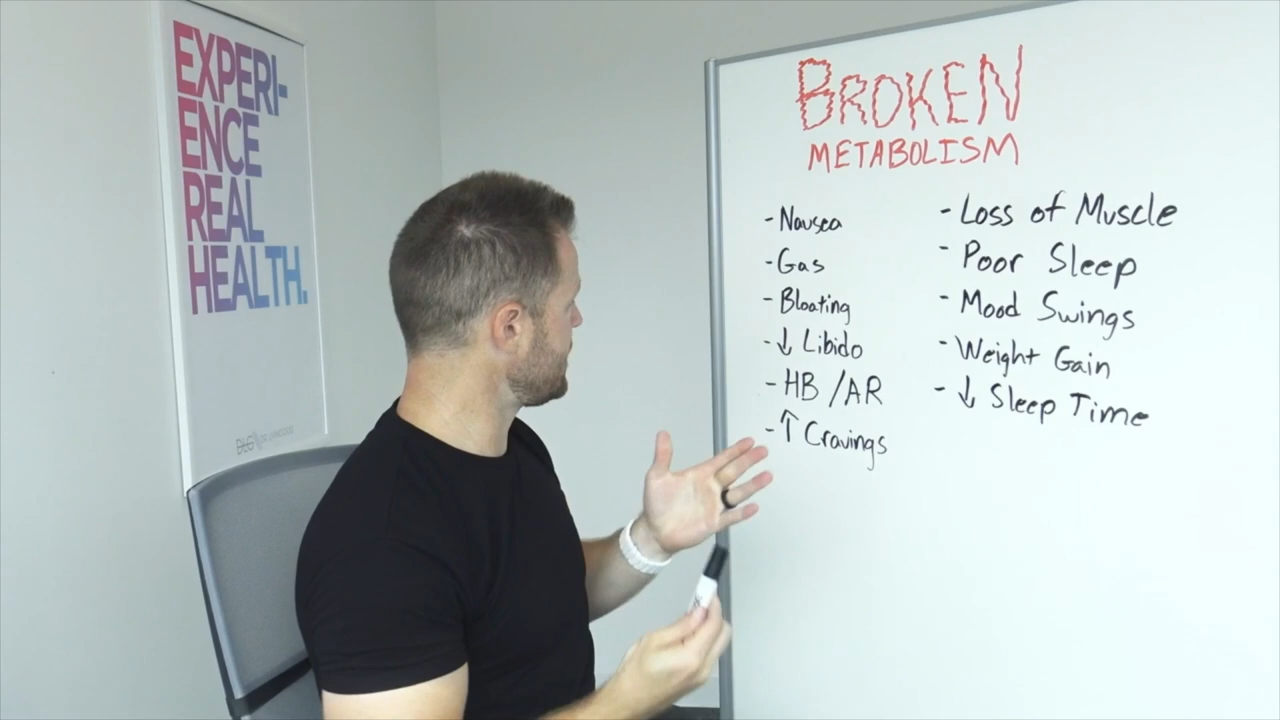 EXPERI-
ENCE
REAL
HEALTH.
BROKEN
METABOLISM
- Nausea
- Gas
- Bloating
- ↓ Libido
- HB / AR
- ↑ Cravings
- Loss of Muscle
- Poor Sleep
- Mood Swings
- Weight Gain
- ↓ Sleep Time